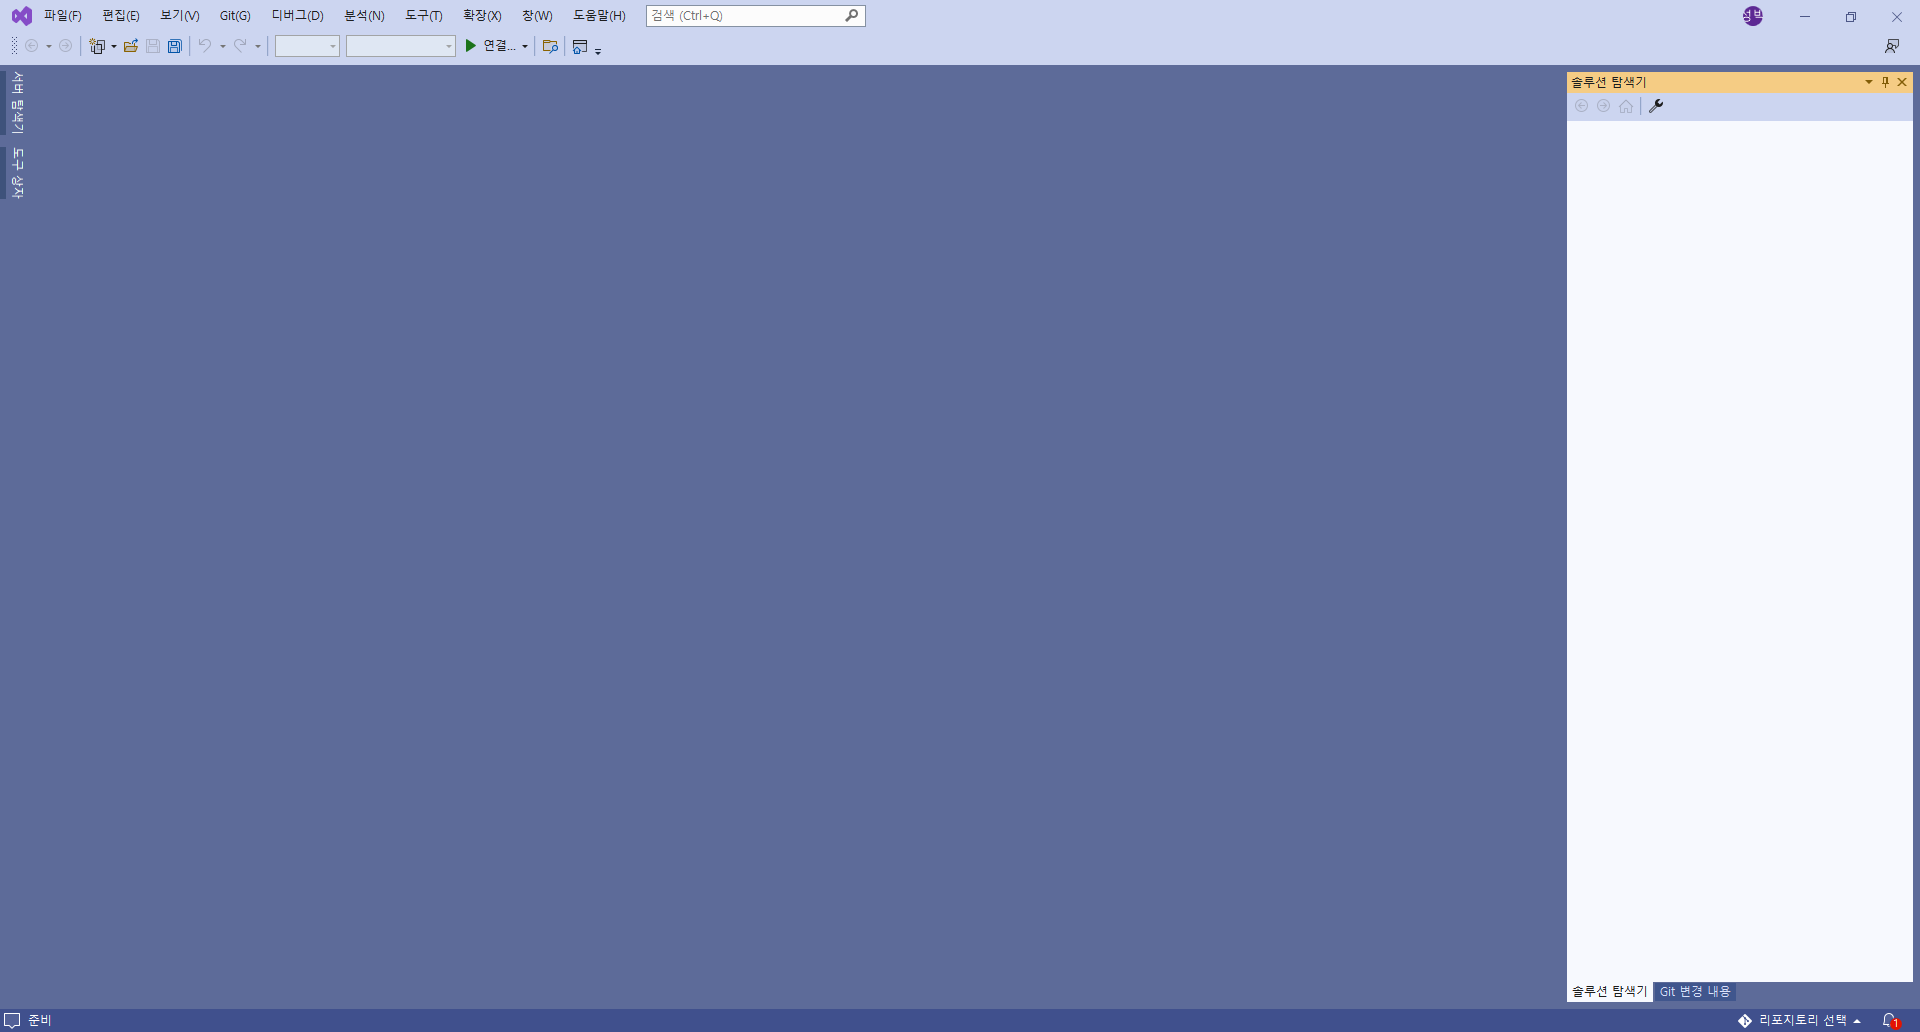 파일(F) 편집(E) 보기(V) Git(G) 디버그(D) 분석(N) 도구(T) 확장(X) 창(W) 도움말(H) 검색 (Ctrl+Q)
연결...
서버 탐색기
도구 상자
솔루션 탐색기
솔루션 탐색기 Git 변경 내용
준비 리포지토리 선택 1